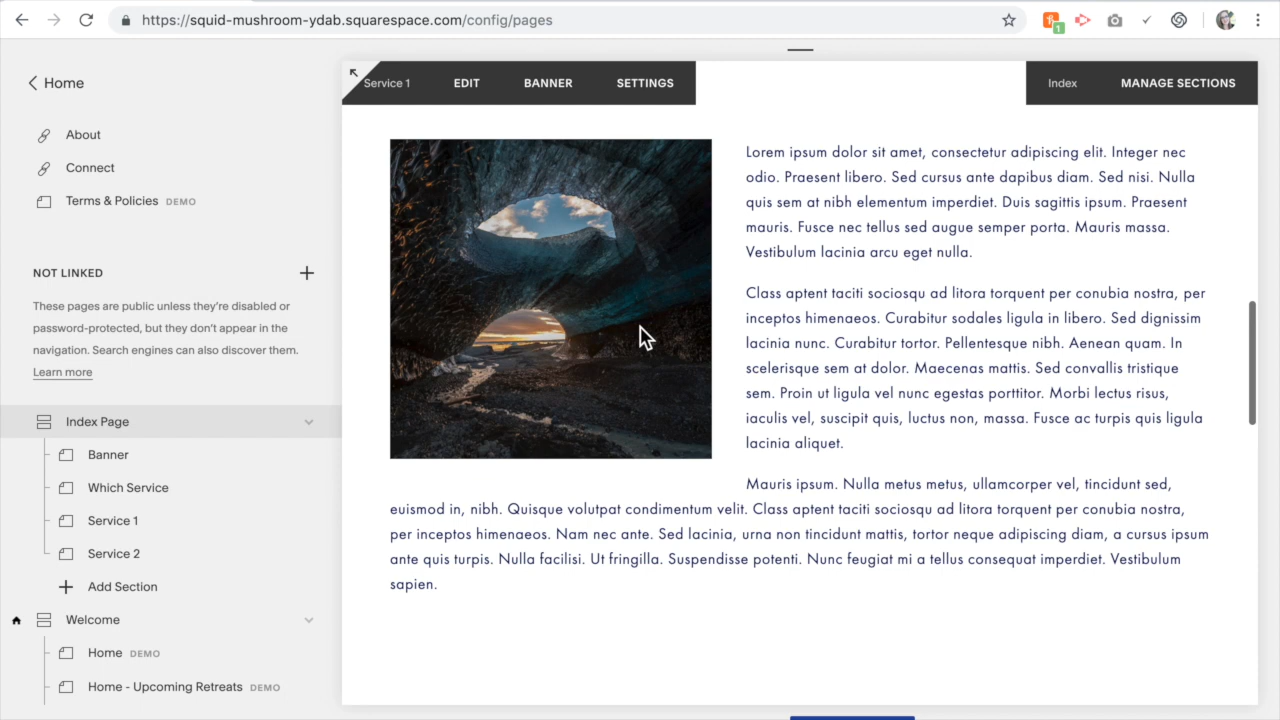 https://squid-mushroom-ydab.squarespace.com/config/pages
1
Home
About
Connect
Terms & Policies DEMO
NOT LINKED
These pages are public unless they're disabled or
password-protected, but they don't appear in the
navigation. Search engines can also discover them.
Learn more
Index Page
Banner
Which Service
Service 1
Service 2
Add Section
Welcome
Home DEMO
Home - Upcoming Retreats DEMO
Service 1 EDIT BANNER SETTINGS
Index MANAGE SECTIONS
Lorem ipsum dolor sit amet, consectetur adipiscing elit. Integer nec
odio. Praesent libero. Sed cursus ante dapibus diam. Sed nisi. Nulla
quis sem at nibh elementum imperdiet. Duis sagittis ipsum. Praesent
mauris. Fusce nec tellus sed augue semper porta. Mauris massa.
Vestibulum lacinia arcu eget nulla.
Class aptent taciti sociosqu ad litora torquent per conubia nostra, per
inceptos himenaeos. Curabitur sodales ligula in libero. Sed dignissim
lacinia nunc. Curabitur tortor. Pellentesque nibh. Aenean quam. In
scelerisque sem at dolor. Maecenas mattis. Sed convallis tristique
sem. Proin ut ligula vel nunc egestas porttitor. Morbi lectus risus,
iaculis vel, suscipit quis, luctus non, massa. Fusce ac turpis quis ligula
lacinia aliquet.
Mauris ipsum. Nulla metus metus, ullamcorper vel, tincidunt sed,
euismod in, nibh. Quisque volutpat condimentum velit. Class aptent taciti sociosqu ad litora torquent per conubia nostra,
per inceptos himenaeos. Nam nec ante. Sed lacinia, urna non tincidunt mattis, tortor neque adipiscing diam, a cursus ipsum
ante quis turpis. Nulla facilisi. Ut fringilla. Suspendisse potenti. Nunc feugiat mi a tellus consequat imperdiet. Vestibulum
sapien.